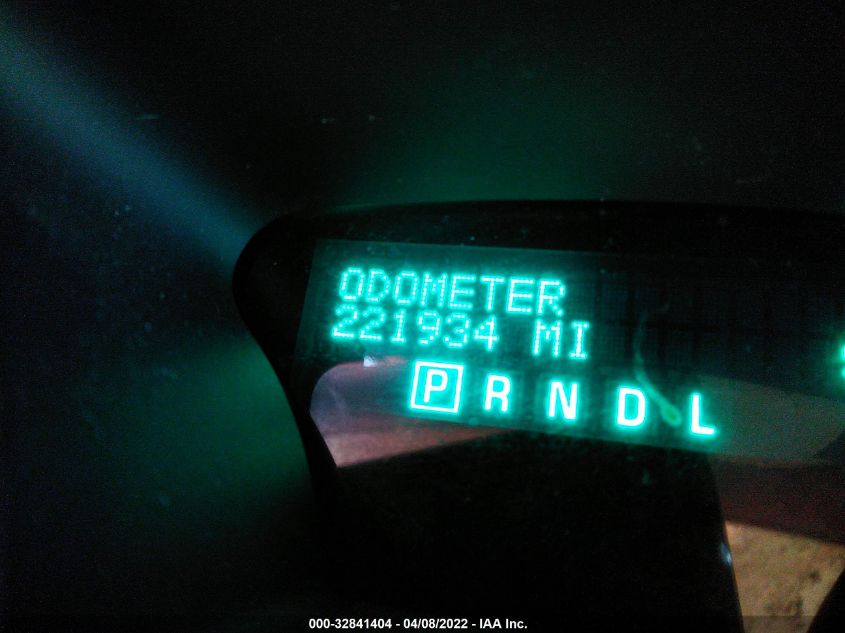 ODOMETER
221934 MI
P R N D L
000-32841404 - 04/08/2022 - IAA Inc.